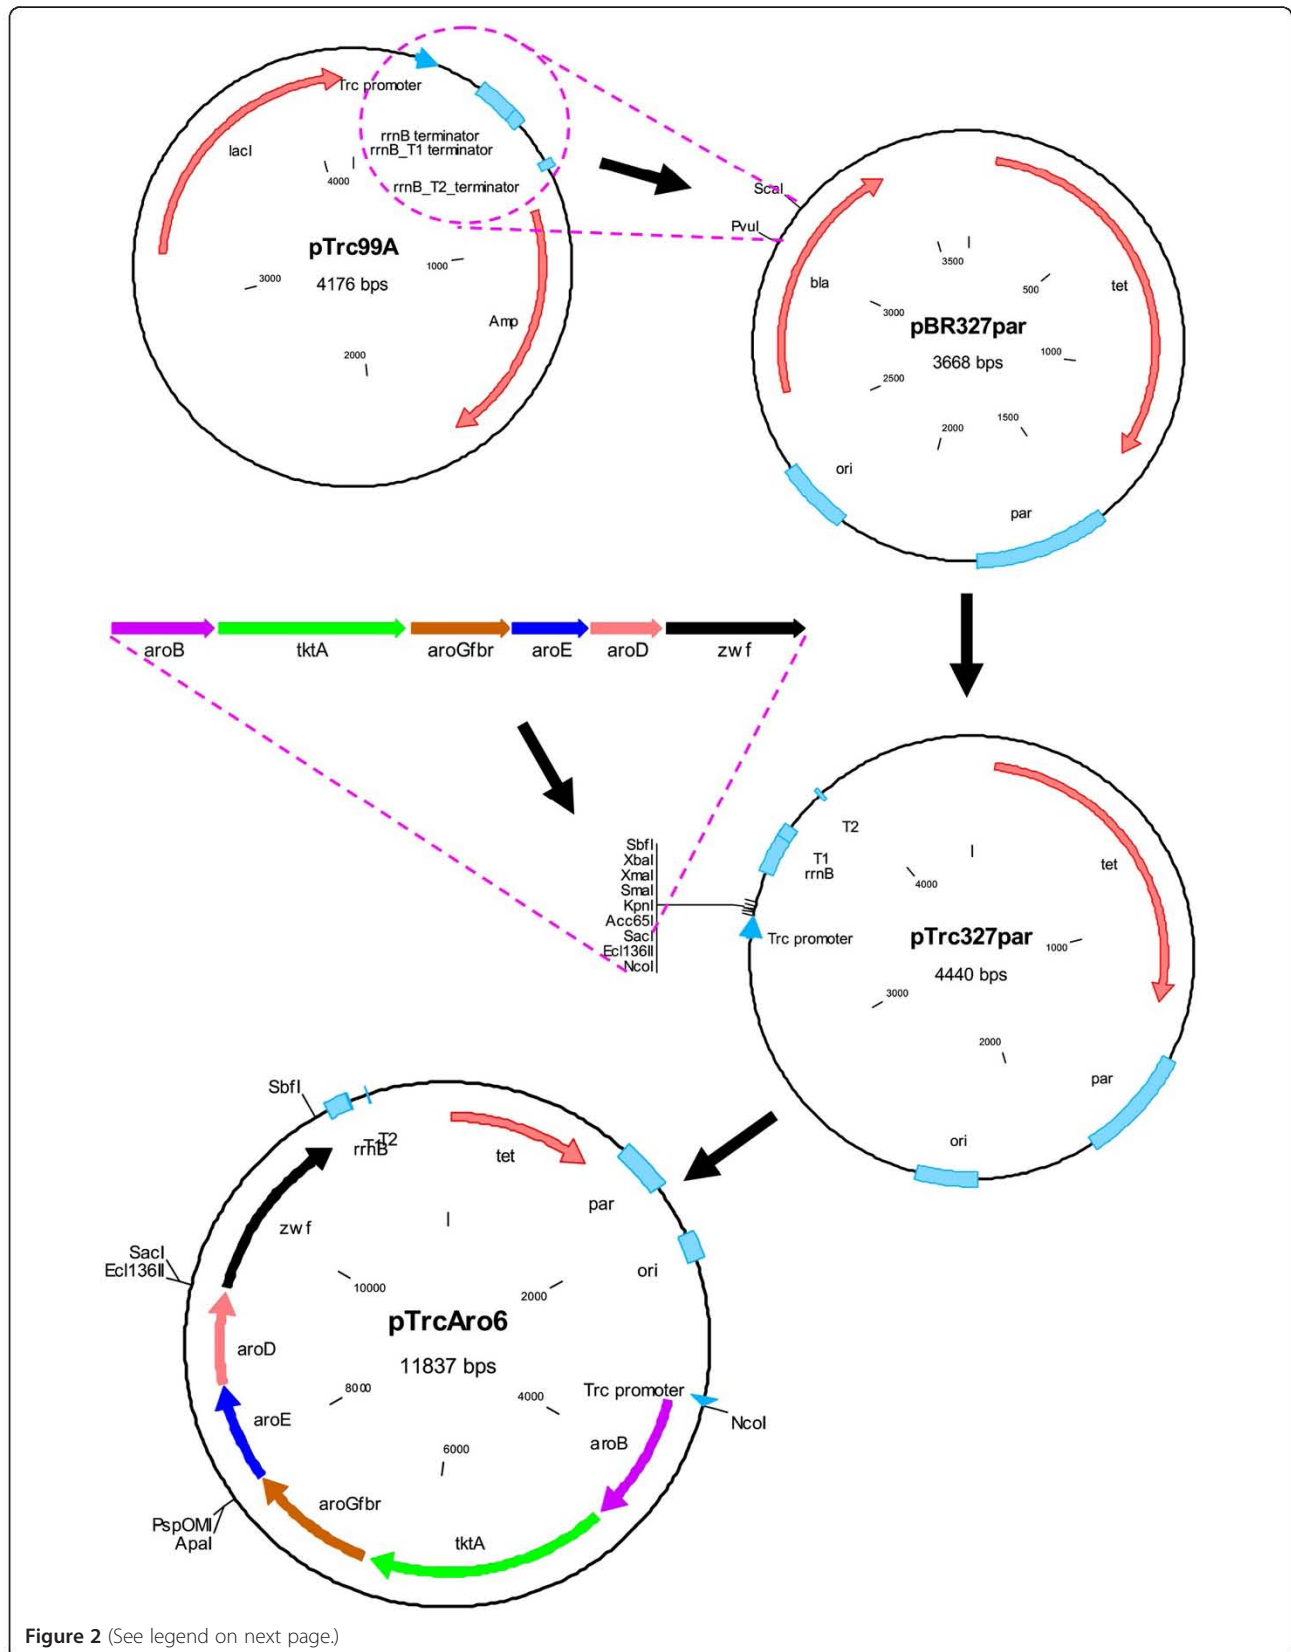 Trc promoter
lacI
rrnB terminator
rrnB_T1 terminator
4000
rrnB_T2_terminator
pTrc99A
4176 bps
1000
3000
Amp
2000
ScaI
PvuI
3500
bla
500
tet
3000
pBR327par
3668 bps
1000
2500
1500
2000
ori
par
aroB
tktA
aroGfbr
aroE
aroD
zwf
SbfI
XbaI
XmaI
SmaI
KpnI
Acc65I
SacI
Ecl136II
NcoI
T2
T1
rrnB
tet
4000
Trc promoter
pTrc327par
4440 bps
1000
3000
2000
par
ori
SbfI
T2
T1
rrnB
tet
par
zwf
SacI
Ecl136II
ori
10000
2000
pTrcAro6
11837 bps
aroD
8000
4000
Trc promoter
NcoI
aroE
aroB
6000
aroGfbr
PspOMI
ApaI
tktA
Figure 2 (See legend on next page.)